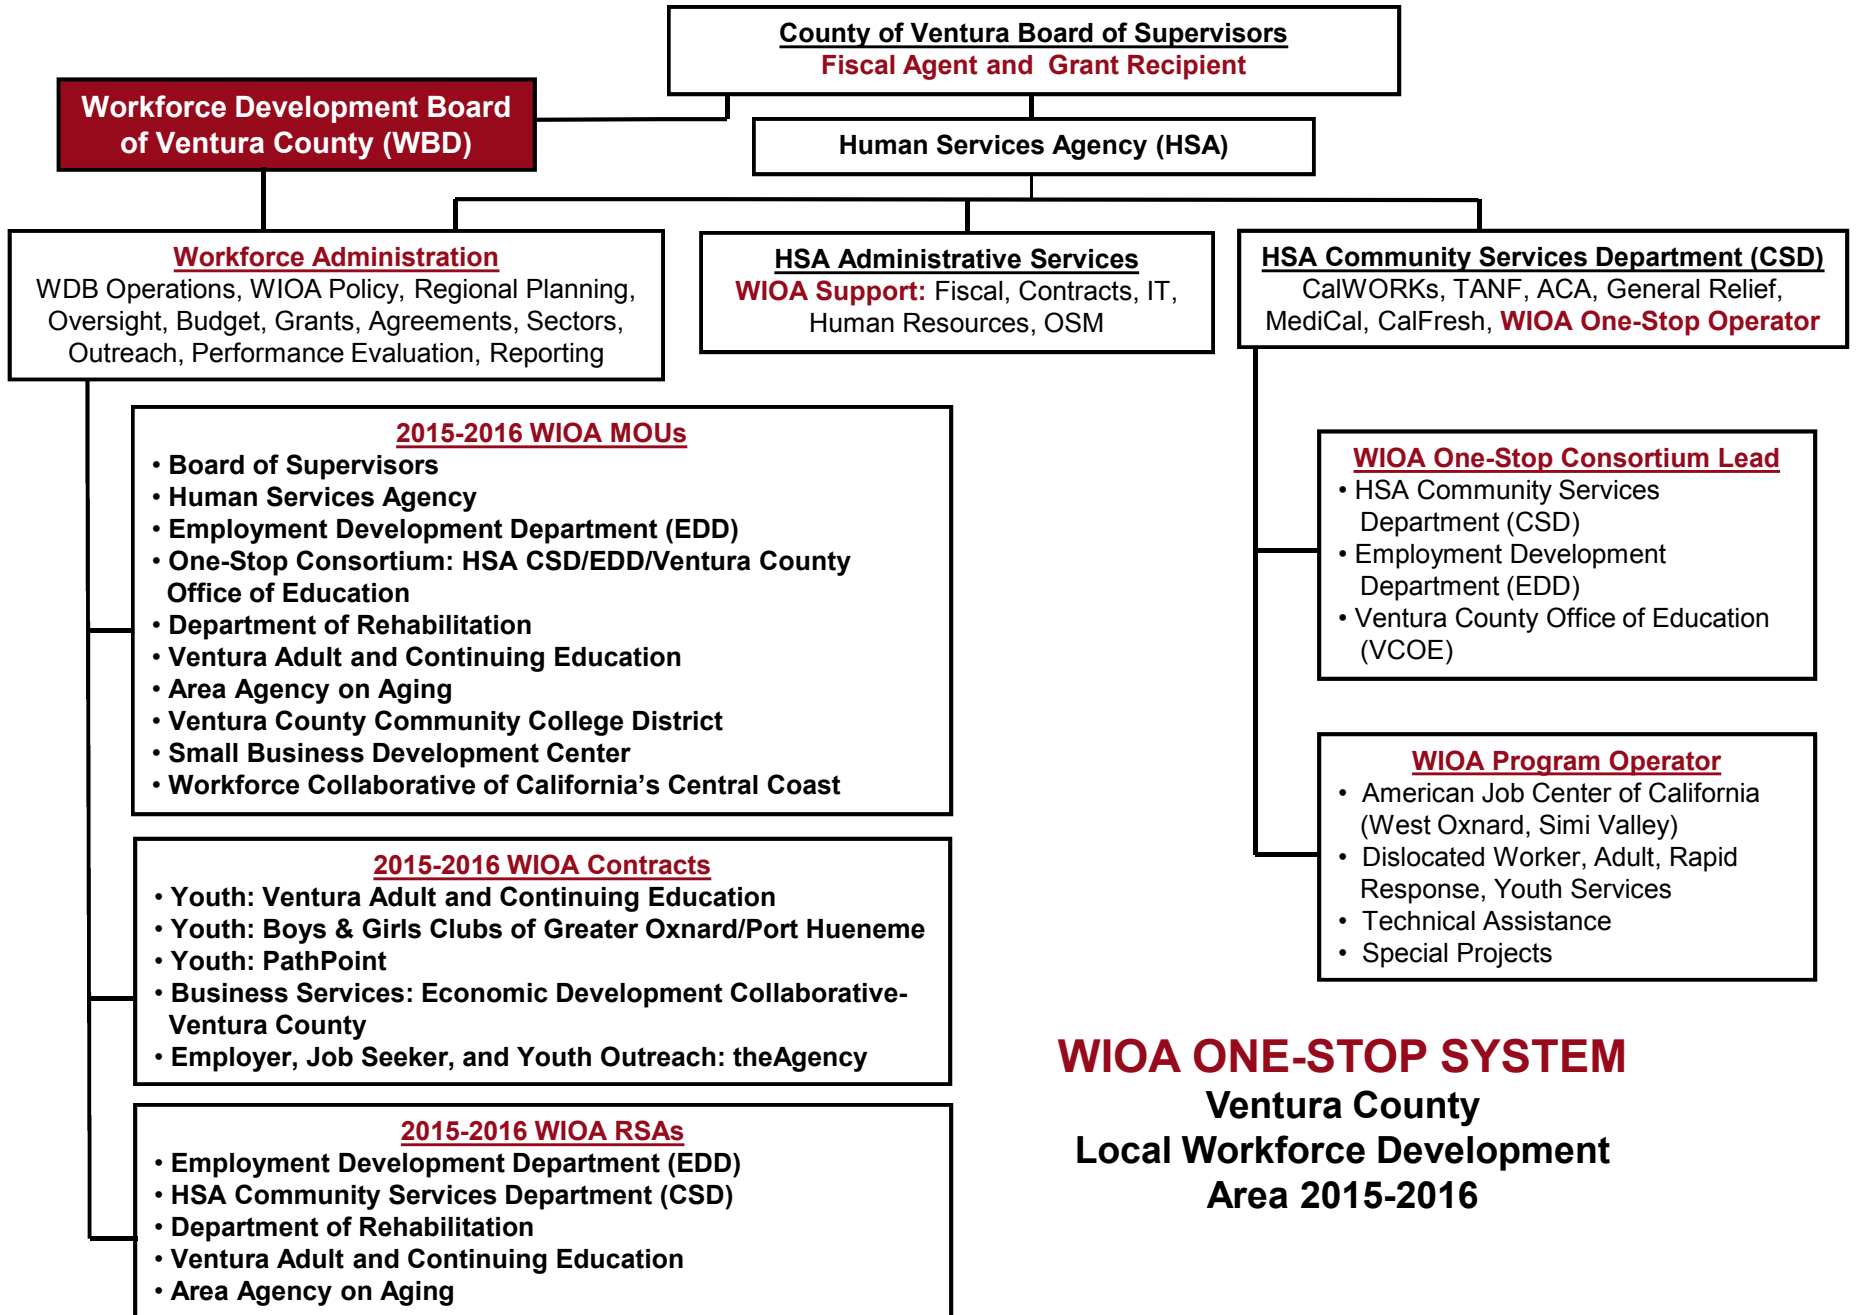 County of Ventura Board of Supervisors
Fiscal Agent and Grant Recipient
Workforce Development Board
of Ventura County (WBD)
Human Services Agency (HSA)
Workforce Administration
WDB Operations, WIOA Policy, Regional Planning,
Oversight, Budget, Grants, Agreements, Sectors,
Outreach, Performance Evaluation, Reporting
HSA Administrative Services
WIOA Support: Fiscal, Contracts, IT,
Human Resources, OSM
HSA Community Services Department (CSD)
CalWORKs, TANF, ACA, General Relief,
MediCal, CalFresh, WIOA One-Stop Operator
2015-2016 WIOA MOUs
• Board of Supervisors
• Human Services Agency
• Employment Development Department (EDD)
• One-Stop Consortium: HSA CSD/EDD/Ventura County
Office of Education
• Department of Rehabilitation
• Ventura Adult and Continuing Education
• Area Agency on Aging
• Ventura County Community College District
• Small Business Development Center
• Workforce Collaborative of California’s Central Coast
2015-2016 WIOA Contracts
• Youth: Ventura Adult and Continuing Education
• Youth: Boys & Girls Clubs of Greater Oxnard/Port Hueneme
• Youth: PathPoint
• Business Services: Economic Development Collaborative-
Ventura County
• Employer, Job Seeker, and Youth Outreach: theAgency
2015-2016 WIOA RSAs
• Employment Development Department (EDD)
• HSA Community Services Department (CSD)
• Department of Rehabilitation
• Ventura Adult and Continuing Education
• Area Agency on Aging
WIOA One-Stop Consortium Lead
• HSA Community Services
Department (CSD)
• Employment Development
Department (EDD)
• Ventura County Office of Education
(VCOE)
WIOA Program Operator
• American Job Center of California
(West Oxnard, Simi Valley)
• Dislocated Worker, Adult, Rapid
Response, Youth Services
• Technical Assistance
• Special Projects
WIOA ONE-STOP SYSTEM
Ventura County
Local Workforce Development
Area 2015-2016